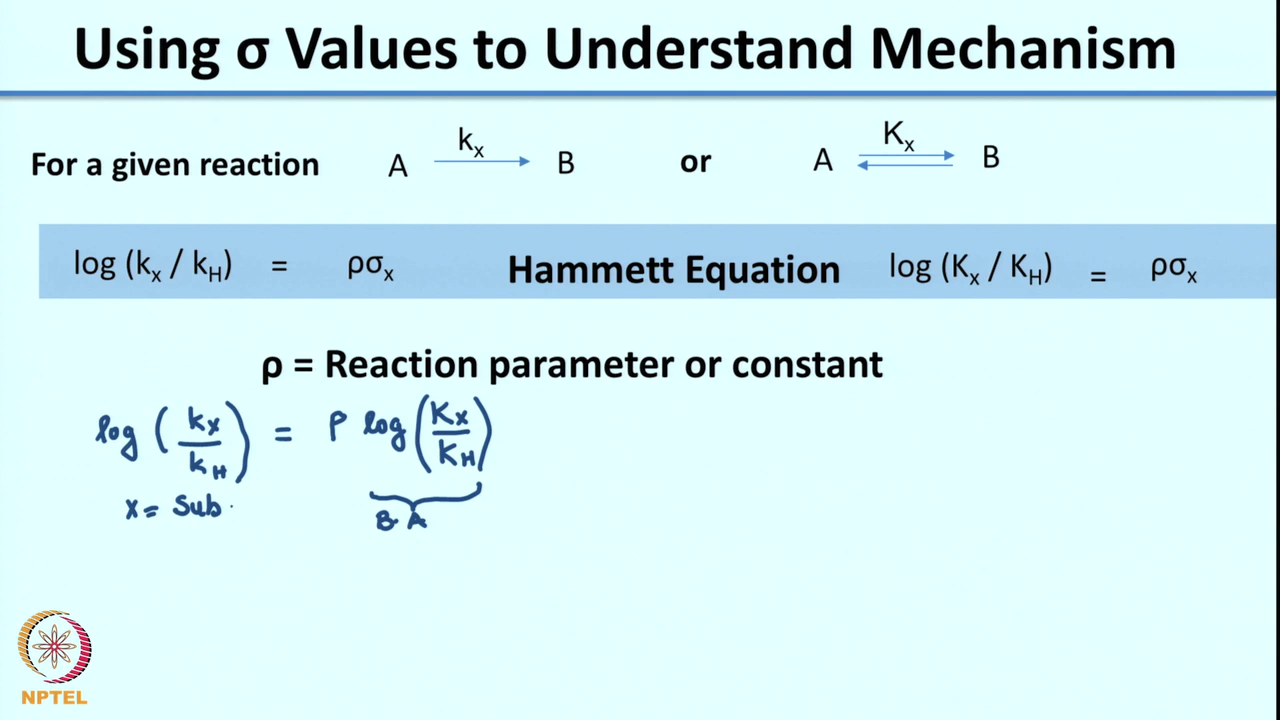 Using σ Values to Understand Mechanism
For a given reaction A kx B or A Kx B
log (kx / kH) = ρσx Hammett Equation log (Kx / KH) = ρσx
ρ = Reaction parameter or constant
log (kx/kH) = ρ log (Kx/KH)
x = Sub.
B.A
NPTEL